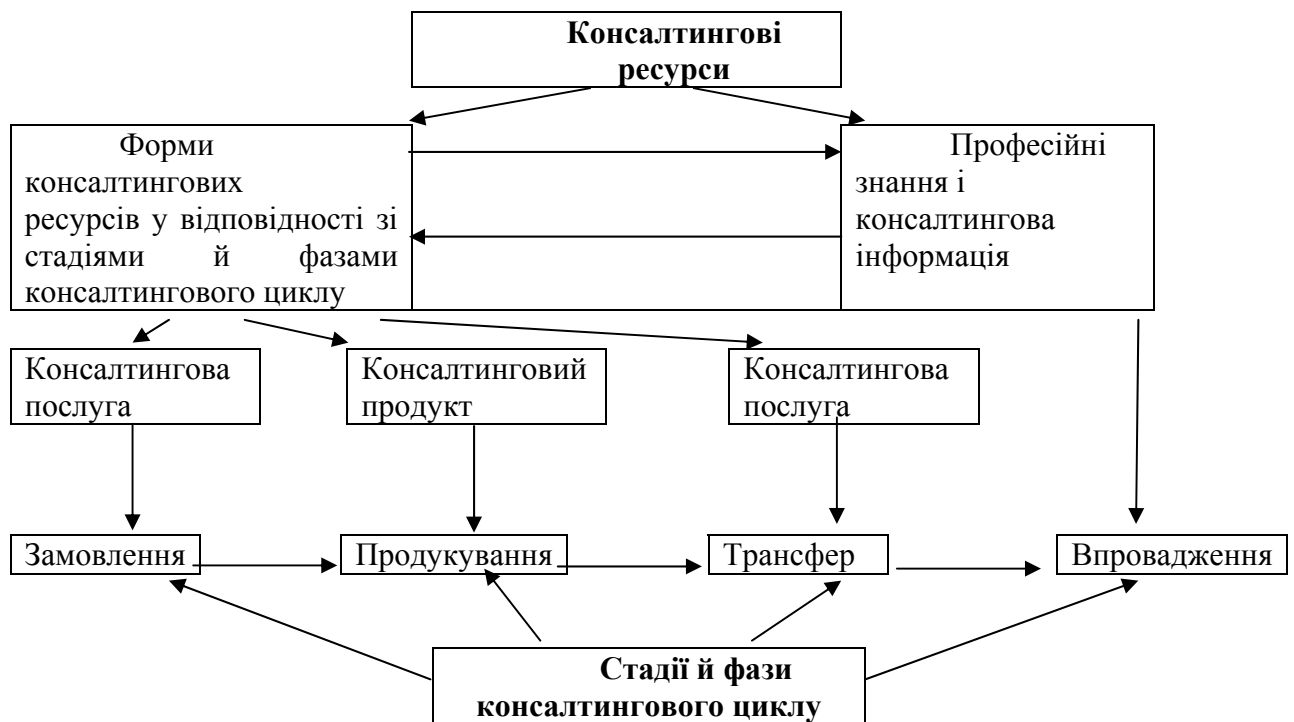 Консалтингові
ресурси
Форми
консалтингових
ресурсів у відповідності зі
стадіями й фазами
консалтингового циклу
Професійні
знання і
консалтингова
інформація
Консалтингова
послуга
Консалтинговий
продукт
Консалтингова
послуга
Замовлення
Продукування
Трансфер
Впровадження
Стадії й фази
консалтингового циклу